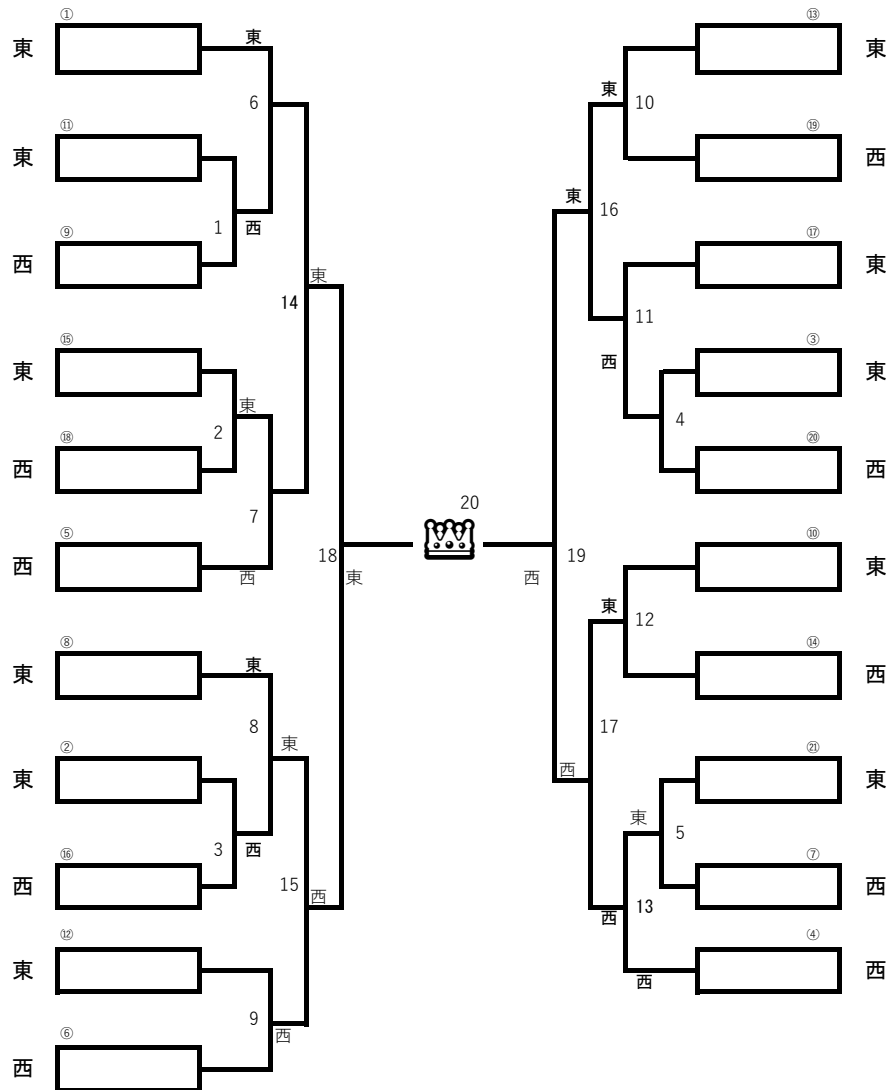 ① ⑬
東 東 東
6 東 10
⑪ ⑲
東 西
1 西 東 16
⑨ ⑰
西 東
14 東 11
⑮ 西 ③
東 東
東
2 4
⑱ ⑳
西 西
20
7
⑤ ⑩
西 西 18 東 西 19 東
東 12
⑧ ⑭
東 東 西
8 東 17
② 西 ㉑
東 東
東
3 西 5
⑯ ⑦
西 15 西 西
西 13
⑫ ④
東 西 西
9 西
⑥
西